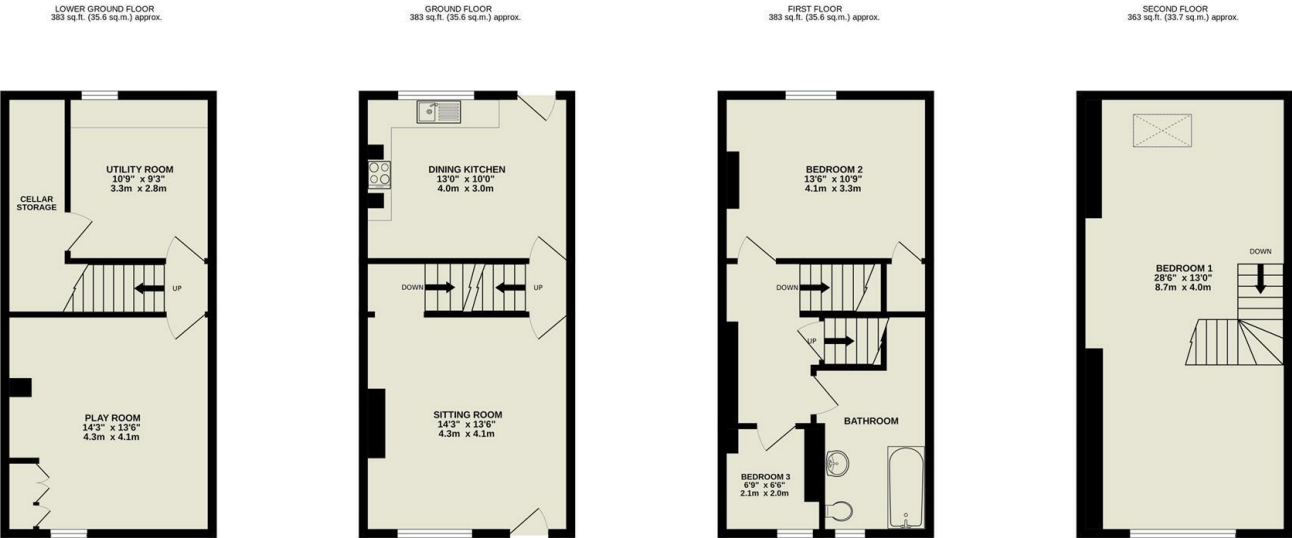 LOWER GROUND FLOOR
383 sq.ft. (35.6 sq.m.) approx.
UTILITY ROOM
10'9" x 9'3"
3.3m x 2.8m
CELLAR
STORAGE
UP
PLAY ROOM
14'3" x 13'6"
4.3m x 4.1m
GROUND FLOOR
383 sq.ft. (35.6 sq.m.) approx.
DINING KITCHEN
13'0" x 10'0"
4.0m x 3.0m
DOWN
UP
SITTING ROOM
14'3" x 13'6"
4.3m x 4.1m
FIRST FLOOR
383 sq.ft. (35.6 sq.m.) approx.
BEDROOM 2
13'6" x 10'9"
4.1m x 3.3m
DOWN
UP
BATHROOM
BEDROOM 3
6'9" x 6'6"
2.1m x 2.0m
SECOND FLOOR
363 sq.ft. (33.7 sq.m.) approx.
DOWN
BEDROOM 1
28'6" x 13'0"
8.7m x 4.0m